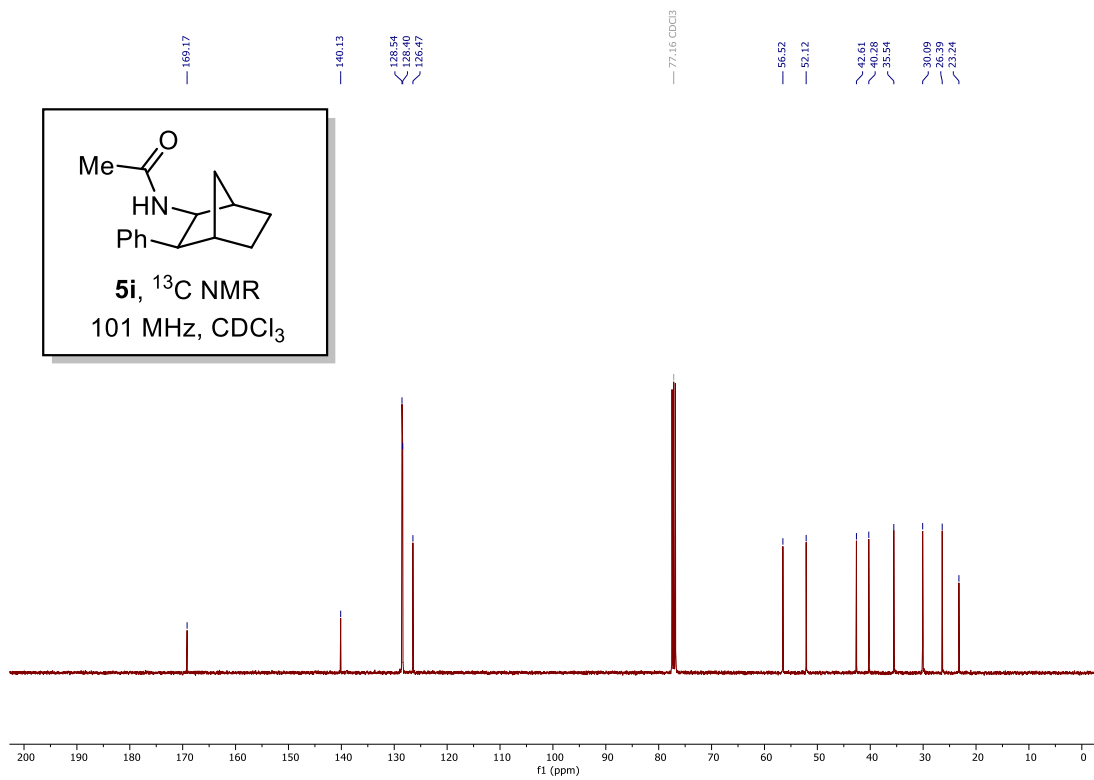 169.17
140.13
128.54
128.40
126.47
77.16 CDCl3
56.52
52.12
42.61
40.28
35.54
30.09
26.39
23.24
O
Me
HN
Ph
5i, ¹³C NMR
101 MHz, CDCl₃
200 190 180 170 160 150 140 130 120 110 100 90 80 70 60 50 40 30 20 10 0
f1 (ppm)